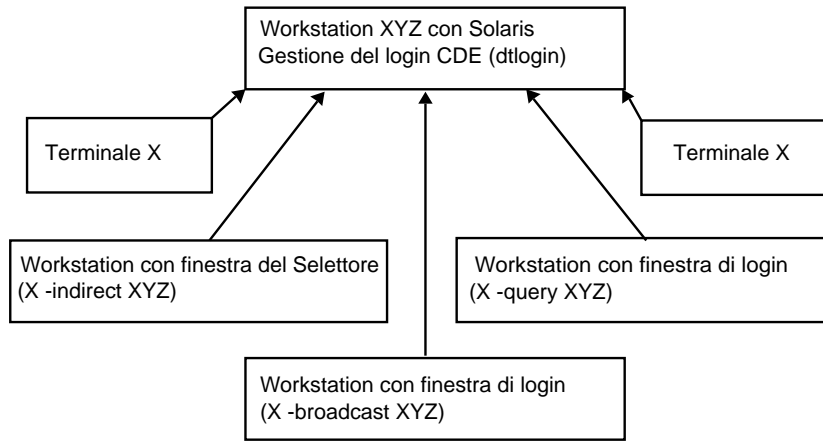 Workstation XYZ con Solaris
Gestione del login CDE (dtlogin)
Terminale X
Terminale X
Workstation con finestra del Selettore
(X -indirect XYZ)
Workstation con finestra di login
(X -query XYZ)
Workstation con finestra di login
(X -broadcast XYZ)